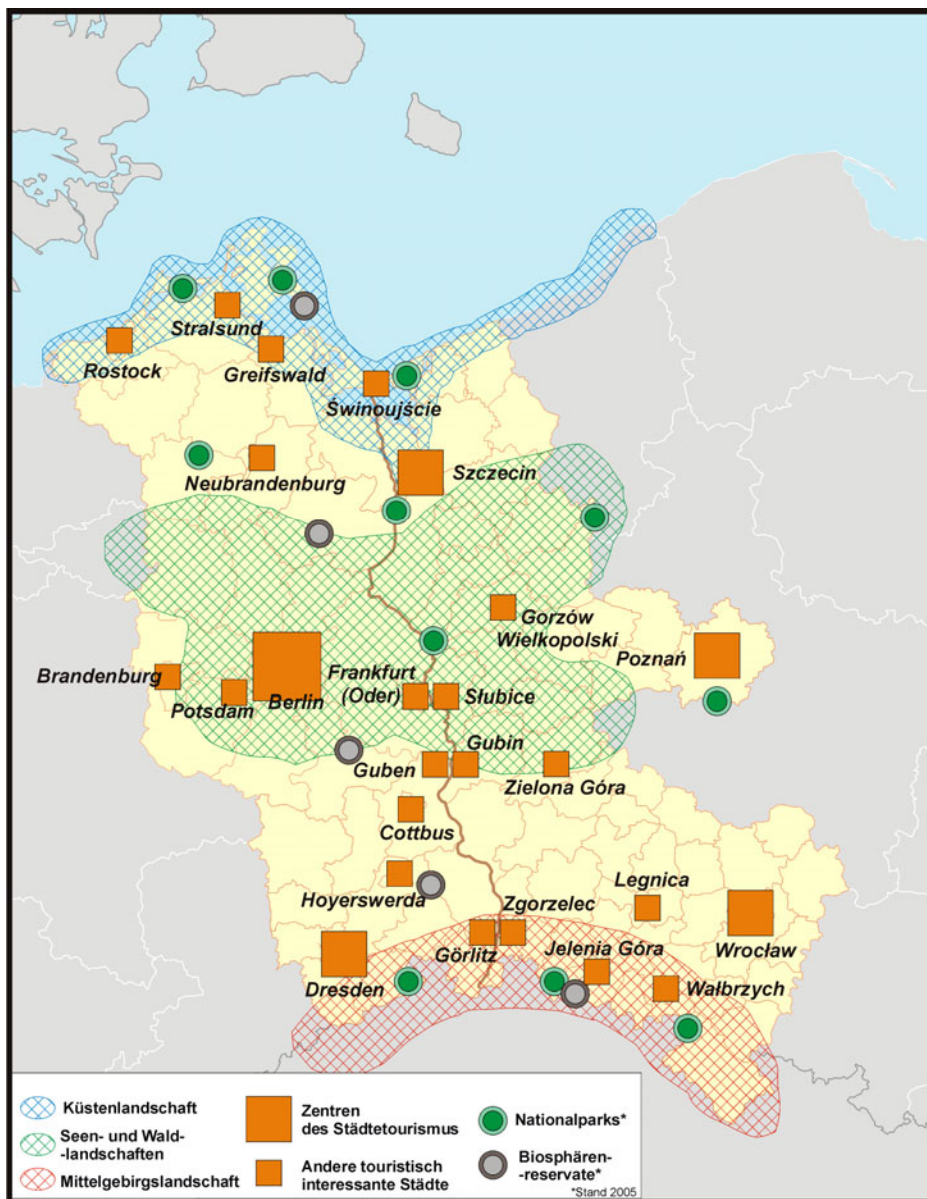 Stralsund
Rostock
Greifswald
Świnoujście
Neubrandenburg
Szczecin
Gorzów
Wielkopolski
Poznań
Brandenburg
Potsdam
Berlin
Frankfurt
(Oder)
Słubice
Guben
Gubin
Zielona Góra
Cottbus
Hoyerswerda
Zgorzelec
Legnica
Görlitz
Jelenia Góra
Wrocław
Dresden
Wałbrzych
Küstenlandschaft
Seen- und Wald-
-landschaften
Mittelgebirgslandschaft
Zentren
des Städtetourismus
Andere touristisch
interessante Städte
Nationalparks*
Biosphären-
-reservate*
*Stand 2005